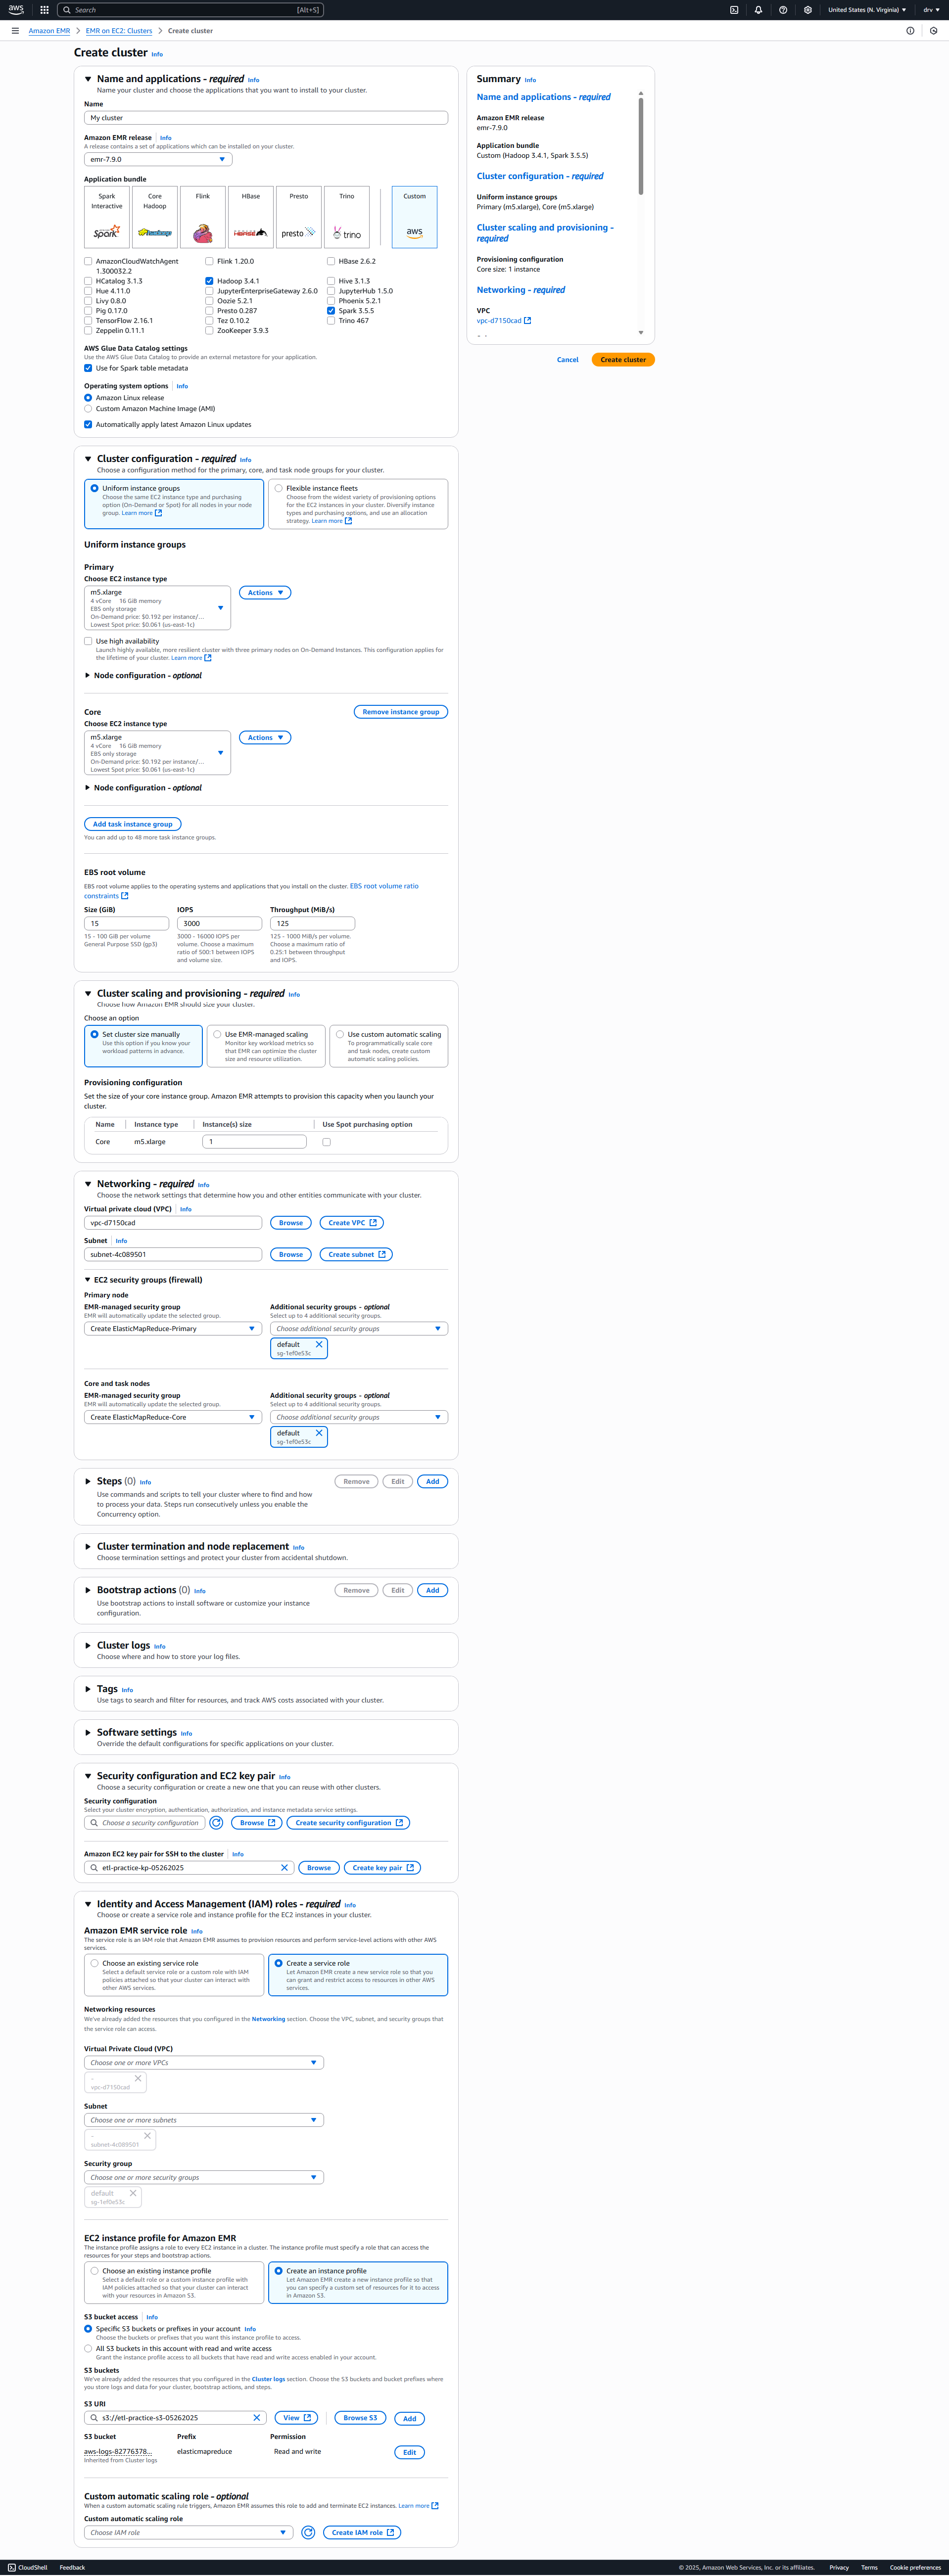 aws
Search
[Alt+S]
United States (N. Virginia)
drv
Amazon EMR
EMR on EC2: Clusters
Create cluster
Create cluster Info
Name and applications - required Info
Name your cluster and choose the applications that you want to install to your cluster.
Name
My cluster
Amazon EMR release Info
A release contains a set of applications which can be installed on your cluster.
emr-7.9.0
Application bundle
Spark Interactive
Core Hadoop
Flink
HBase
Presto
Trino
Custom
Spark
hadoop
HBASE
presto
trino
aws
AmazonCloudWatchAgent 1.300032.2
Flink 1.20.0
HBase 2.6.2
HCatalog 3.1.3
Hadoop 3.4.1
Hive 3.1.3
Hue 4.11.0
JupyterEnterpriseGateway 2.6.0
JupyterHub 1.5.0
Livy 0.8.0
Oozie 5.2.1
Phoenix 5.2.1
Pig 0.17.0
Presto 0.287
Spark 3.5.5
TensorFlow 2.16.1
Tez 0.10.2
Trino 467
Zeppelin 0.11.1
ZooKeeper 3.9.3
AWS Glue Data Catalog settings
Use the AWS Glue Data Catalog to provide an external metastore for your application.
Use for Spark table metadata
Operating system options Info
Amazon Linux release
Custom Amazon Machine Image (AMI)
Automatically apply latest Amazon Linux updates
Summary Info
Name and applications - required
Amazon EMR release
emr-7.9.0
Application bundle
Custom (Hadoop 3.4.1, Spark 3.5.5)
Cluster configuration - required
Uniform instance groups
Primary (m5.xlarge), Core (m5.xlarge)
Cluster scaling and provisioning -
required
Provisioning configuration
Core size: 1 instance
Networking - required
VPC
vpc-d7150cad
Cancel
Create cluster
Cluster configuration - required Info
Choose a configuration method for the primary, core, and task node groups for your cluster.
Uniform instance groups
Choose the same EC2 instance type and purchasing
option (On-Demand or Spot) for all nodes in your node
group. Learn more
Flexible instance fleets
Choose from the widest variety of provisioning options
for the EC2 instances in your cluster. Diversify instance
types and purchasing options, and use an allocation
strategy. Learn more
Uniform instance groups
Primary
Choose EC2 instance type
m5.xlarge
4 vCore 16 GiB memory
EBS only storage
On-Demand price: $0.192 per instance/...
Lowest Spot price: $0.061 (us-east-1c)
Actions
Use high availability
Launch highly available, more resilient cluster with three primary nodes on On-Demand Instances. This configuration applies for
the lifetime of your cluster. Learn more
Node configuration - optional
Core
Remove instance group
Choose EC2 instance type
m5.xlarge
4 vCore 16 GiB memory
EBS only storage
On-Demand price: $0.192 per instance/...
Lowest Spot price: $0.061 (us-east-1c)
Actions
Node configuration - optional
Add task instance group
You can add up to 48 more task instance groups.
EBS root volume
EBS root volume applies to the operating systems and applications that you install on the cluster. EBS root volume ratio
constraints
Size (GiB)
15
15 - 100 GiB per volume
General Purpose SSD (gp3)
IOPS
3000
3000 - 16000 IOPS per
volume. Choose a maximum
ratio of 500:1 between IOPS
and volume size.
Throughput (MiB/s)
125
125 - 1000 MiB/s per volume.
Choose a maximum ratio of
0.25:1 between throughput
and IOPS.
Cluster scaling and provisioning - required Info
Choose how Amazon EMR should size your cluster.
Choose an option
Set cluster size manually
Use this option if you know your
workload patterns in advance.
Use EMR-managed scaling
Monitor key workload metrics so
that EMR can optimize the cluster
size and resource utilization.
Use custom automatic scaling
To programmatically scale core
and task nodes, create custom
automatic scaling policies.
Provisioning configuration
Set the size of your core instance group. Amazon EMR attempts to provision this capacity when you launch your
cluster.
Name
Instance type
Instance(s) size
Use Spot purchasing option
Core
m5.xlarge
1
Networking - required Info
Choose the network settings that determine how you and other entities communicate with your cluster.
Virtual private cloud (VPC) Info
vpc-d7150cad
Browse
Create VPC
Subnet Info
subnet-4c089501
Browse
Create subnet
EC2 security groups (firewall)
Primary node
EMR-managed security group
EMR will automatically update the selected group.
Create ElasticMapReduce-Primary
Additional security groups - optional
Select up to 4 additional security groups.
Choose additional security groups
default
sg-1ef0e53c
Core and task nodes
EMR-managed security group
EMR will automatically update the selected group.
Create ElasticMapReduce-Core
Additional security groups - optional
Select up to 4 additional security groups.
Choose additional security groups
default
sg-1ef0e53c
Steps (0) Info
Remove
Edit
Add
Use commands and scripts to tell your cluster where to find and how
to process your data. Steps run consecutively unless you enable the
Concurrency option.
Cluster termination and node replacement Info
Choose termination settings and protect your cluster from accidental shutdown.
Bootstrap actions (0) Info
Remove
Edit
Add
Use bootstrap actions to install software or customize your instance
configuration.
Cluster logs Info
Choose where and how to store your log files.
Tags Info
Use tags to search and filter for resources, and track AWS costs associated with your cluster.
Software settings Info
Override the default configurations for specific applications on your cluster.
Security configuration and EC2 key pair Info
Choose a security configuration or create a new one that you can reuse with other clusters.
Security configuration
Select your cluster encryption, authentication, authorization, and instance metadata service settings.
Choose a security configuration
Browse
Create security configuration
Amazon EC2 key pair for SSH to the cluster Info
etl-practice-kp-05262025
Browse
Create key pair
Identity and Access Management (IAM) roles - required Info
Choose or create a service role and instance profile for the EC2 instances in your cluster.
Amazon EMR service role Info
The service role is an IAM role that Amazon EMR assumes to provision resources and perform service-level actions with other AWS
services.
Choose an existing service role
Select a default service role or a custom role with IAM
policies attached so that your cluster can interact with
other AWS services.
Create a service role
Let Amazon EMR create a new service role so that you
can grant and restrict access to resources in other AWS
services.
Networking resources
We've already added the resources that you configured in the Networking section. Choose the VPC, subnet, and security groups that
the service role can access.
Virtual Private Cloud (VPC)
Choose one or more VPCs
-
vpc-d7150cad
Subnet
Choose one or more subnets
-
subnet-4c089501
Security group
Choose one or more security groups
default
sg-1ef0e53c
EC2 instance profile for Amazon EMR
The instance profile assigns a role to every EC2 instance in a cluster. The instance profile must specify a role that can access the
resources for your steps and bootstrap actions.
Choose an existing instance profile
Select a default role or a custom instance profile with
IAM policies attached so that your cluster can interact
with your resources in Amazon S3.
Create an instance profile
Let Amazon EMR create a new instance profile so that
you can specify a custom set of resources for it to access
in Amazon S3.
S3 bucket access Info
Specific S3 buckets or prefixes in your account Info
Choose the buckets or prefixes that you want this instance profile to access.
All S3 buckets in this account with read and write access
Grant the instance profile access to all buckets that have read and write access enabled in your account.
S3 buckets
We've already added the resources that you configured in the Cluster logs section. Choose the S3 buckets and bucket prefixes where
you store logs and data for your cluster, bootstrap actions, and steps.
S3 URI
s3://etl-practice-s3-05262025
View
Browse S3
Add
S3 bucket
Prefix
Permission
aws-logs-82776378...
elasticmapreduce
Read and write
Edit
Inherited from Cluster logs
Custom automatic scaling role - optional
When a custom automatic scaling rule triggers, Amazon EMR assumes this role to add and terminate EC2 instances. Learn more
Custom automatic scaling role
Choose IAM role
Create IAM role
CloudShell
Feedback
© 2025, Amazon Web Services, Inc. or its affiliates.
Privacy
Terms
Cookie preferences